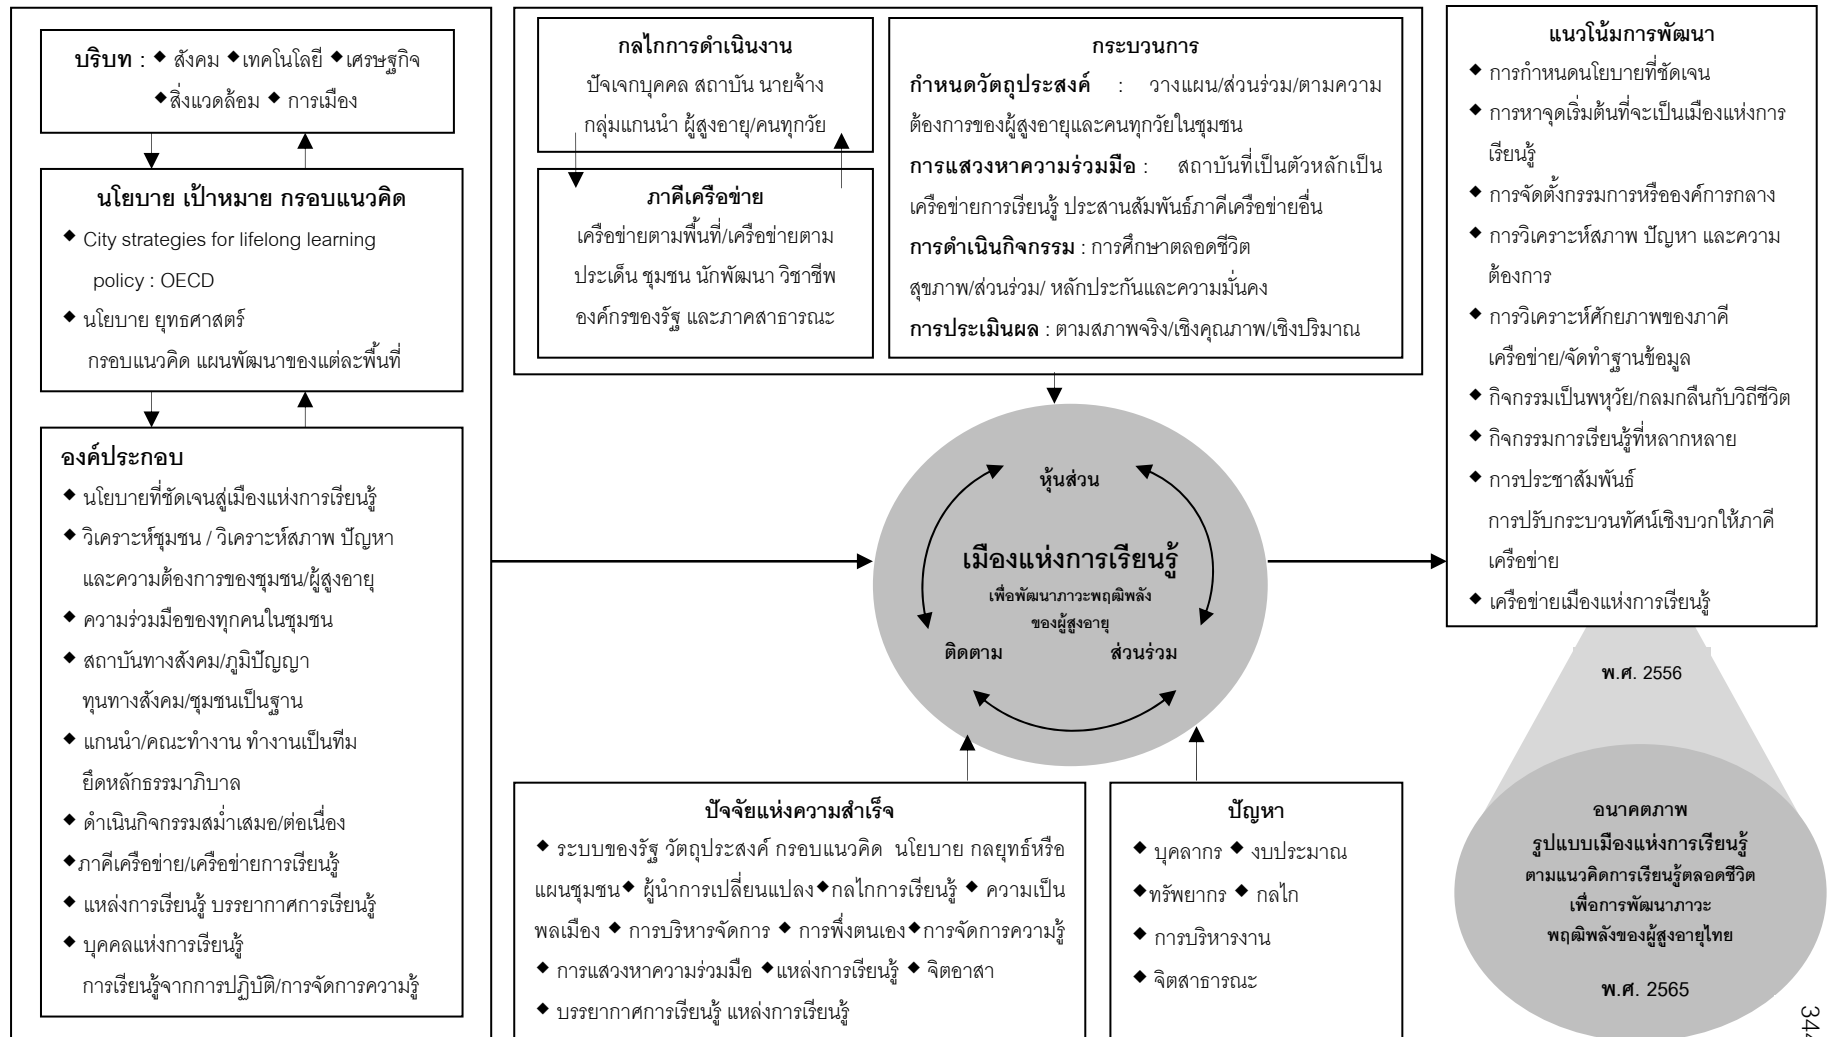 บริบท : ◆ สังคม ◆เทคโนโลยี ◆เศรษฐกิจ
◆สิ่งแวดล้อม ◆ การเมือง
นโยบาย เป้าหมาย กรอบแนวคิด
◆ City strategies for lifelong learning
policy : OECD
◆ นโยบาย ยุทธศาสตร์
กรอบแนวคิด แผนพัฒนาของแต่ละพื้นที่
องค์ประกอบ
◆ นโยบายที่ชัดเจนสู่เมืองแห่งการเรียนรู้
◆ วิเคราะห์ชุมชน / วิเคราะห์สภาพ ปัญหา
และความต้องการของชุมชน/ผู้สูงอายุ
◆ ความร่วมมือของทุกคนในชุมชน
◆ สถาบันทางสังคม/ภูมิปัญญา
ทุนทางสังคม/ชุมชนเป็นฐาน
◆ แกนนำ/คณะทำงาน ทำงานเป็นทีม
ยึดหลักธรรมาภิบาล
◆ ดำเนินกิจกรรมสม่ำเสมอ/ต่อเนื่อง
◆ภาคีเครือข่าย/เครือข่ายการเรียนรู้
◆ แหล่งการเรียนรู้ บรรยากาศการเรียนรู้
◆ บุคคลแห่งการเรียนรู้
การเรียนรู้จากการปฏิบัติ/การจัดการความรู้
กลไกการดำเนินงาน
ปัจเจกบุคคล สถาบัน นายจ้าง
กลุ่มแกนนำ ผู้สูงอายุ/คนทุกวัย
ภาคีเครือข่าย
เครือข่ายตามพื้นที่/เครือข่ายตาม
ประเด็น ชุมชน นักพัฒนา วิชาชีพ
องค์กรของรัฐ และภาคสาธารณะ
กระบวนการ
กำหนดวัตถุประสงค์ : วางแผน/ส่วนร่วม/ตามความ
ต้องการของผู้สูงอายุและคนทุกวัยในชุมชน
การแสวงหาความร่วมมือ : สถาบันที่เป็นตัวหลักเป็น
เครือข่ายการเรียนรู้ ประสานสัมพันธ์ภาคีเครือข่ายอื่น
การดำเนินกิจกรรม : การศึกษาตลอดชีวิต
สุขภาพ/ส่วนร่วม/ หลักประกันและความมั่นคง
การประเมินผล : ตามสภาพจริง/เชิงคุณภาพ/เชิงปริมาณ
หุ้นส่วน
เมืองแห่งการเรียนรู้
เพื่อพัฒนาภาวะพฤฒิพลัง
ของผู้สูงอายุ
ติดตาม ส่วนร่วม
ปัจจัยแห่งความสำเร็จ
◆ ระบบของรัฐ วัตถุประสงค์ กรอบแนวคิด นโยบาย กลยุทธ์หรือ
แผนชุมชน◆ ผู้นำการเปลี่ยนแปลง◆กลไกการเรียนรู้ ◆ ความเป็น
พลเมือง ◆ การบริหารจัดการ ◆ การพึ่งตนเอง◆การจัดการความรู้
◆ การแสวงหาความร่วมมือ ◆แหล่งการเรียนรู้ ◆ จิตอาสา
◆ บรรยากาศการเรียนรู้ แหล่งการเรียนรู้
ปัญหา
◆ บุคลากร ◆ งบประมาณ
◆ทรัพยากร ◆ กลไก
◆ การบริหารงาน
◆ จิตสาธารณะ
แนวโน้มการพัฒนา
◆ การกำหนดนโยบายที่ชัดเจน
◆ การหาจุดเริ่มต้นที่จะเป็นเมืองแห่งการ
เรียนรู้
◆ การจัดตั้งกรรมการหรือองค์การกลาง
◆ การวิเคราะห์สภาพ ปัญหา และความ
ต้องการ
◆ การวิเคราะห์ศักยภาพของภาคี
เครือข่าย/จัดทำฐานข้อมูล
◆ กิจกรรมเป็นพหุวัย/กลมกลืนกับวิถีชีวิต
◆ กิจกรรมการเรียนรู้ที่หลากหลาย
◆ การประชาสัมพันธ์
การปรับกระบวนทัศน์เชิงบวกให้ภาคี
เครือข่าย
◆ เครือข่ายเมืองแห่งการเรียนรู้
พ.ศ. 2556
อนาคตภาพ
รูปแบบเมืองแห่งการเรียนรู้
ตามแนวคิดการเรียนรู้ตลอดชีวิต
เพื่อการพัฒนาภาวะ
พฤฒิพลังของผู้สูงอายุไทย
พ.ศ. 2565
344